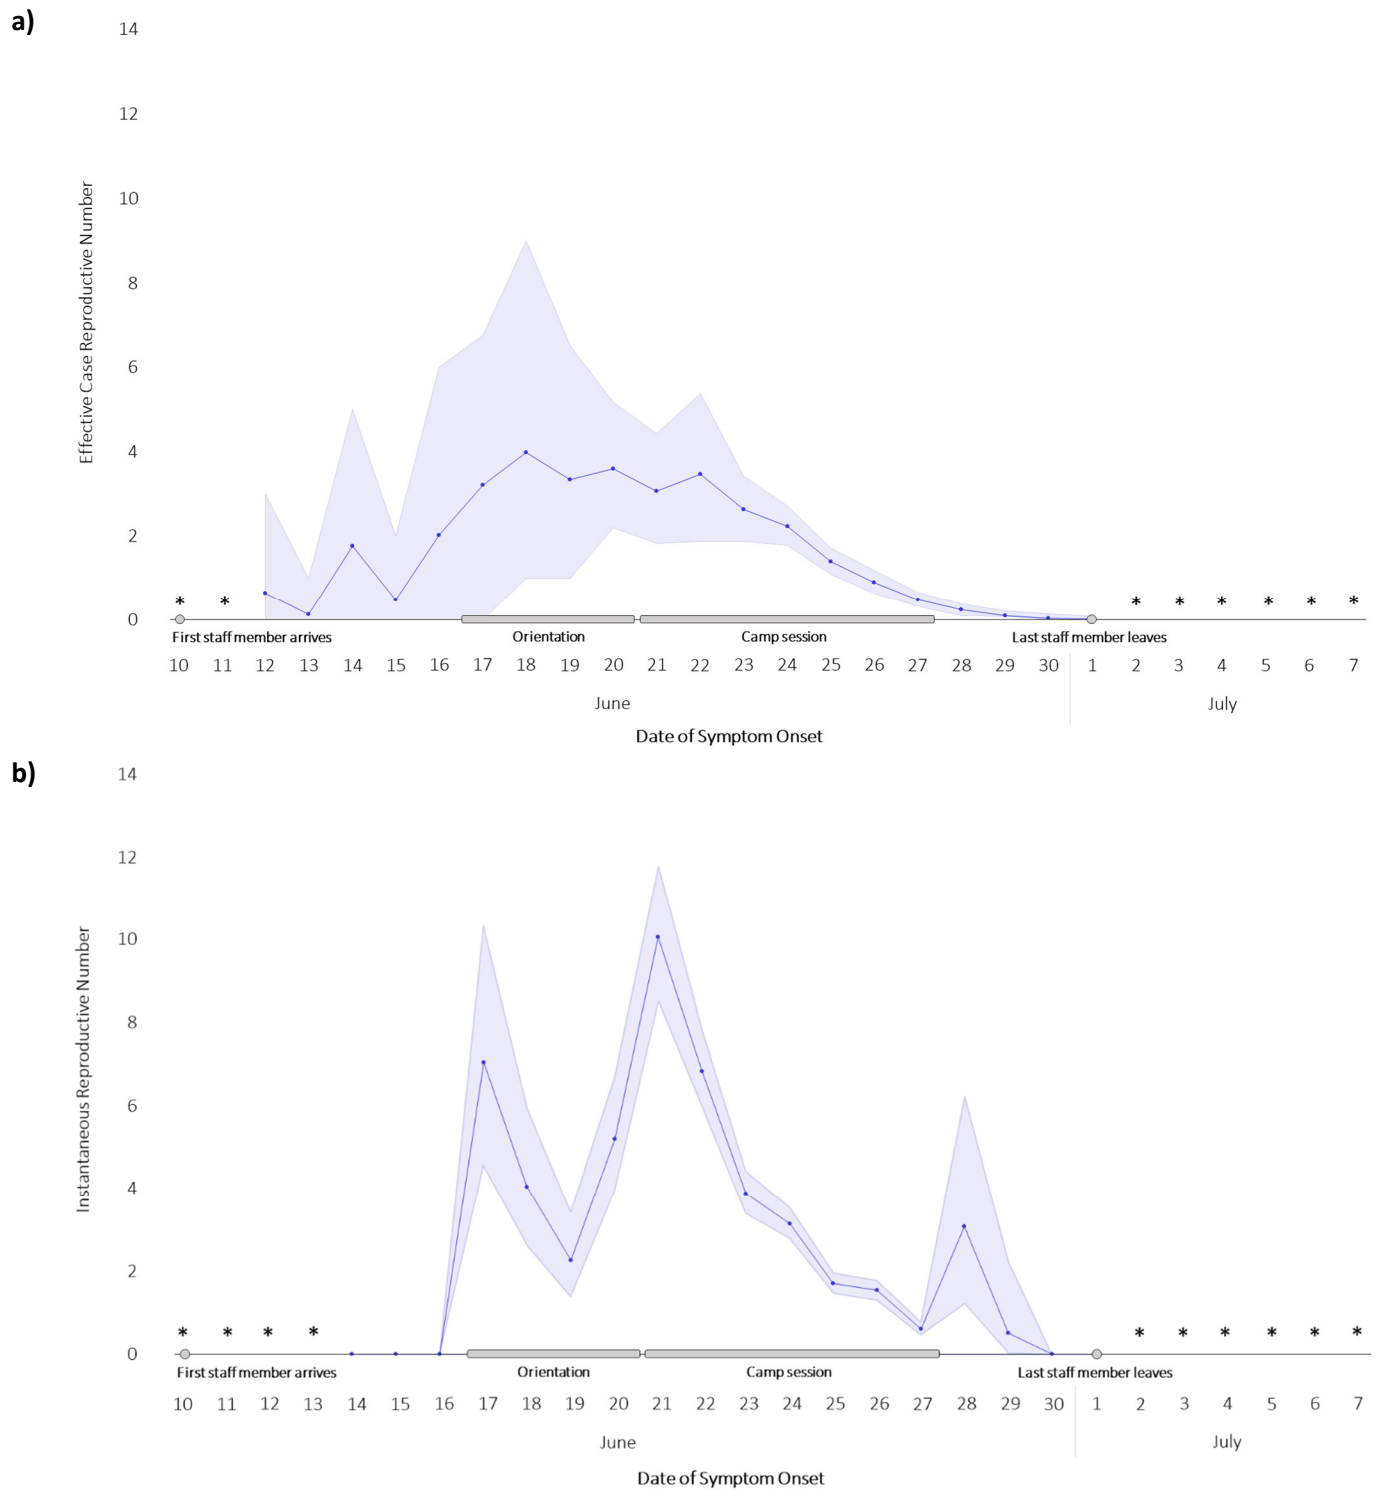 a)
14
12
10
8
6
4
2
0
Effective Case Reproductive Number
* * * * * * * *
First staff member arrives Orientation Camp session Last staff member leaves
10 11 12 13 14 15 16 17 18 19 20 21 22 23 24 25 26 27 28 29 30 1 2 3 4 5 6 7
June July
Date of Symptom Onset
b)
14
12
10
8
6
4
2
0
Instantaneous Reproductive Number
* * * * * * * * * *
First staff member arrives Orientation Camp session Last staff member leaves
10 11 12 13 14 15 16 17 18 19 20 21 22 23 24 25 26 27 28 29 30 1 2 3 4 5 6 7
June July
Date of Symptom Onset